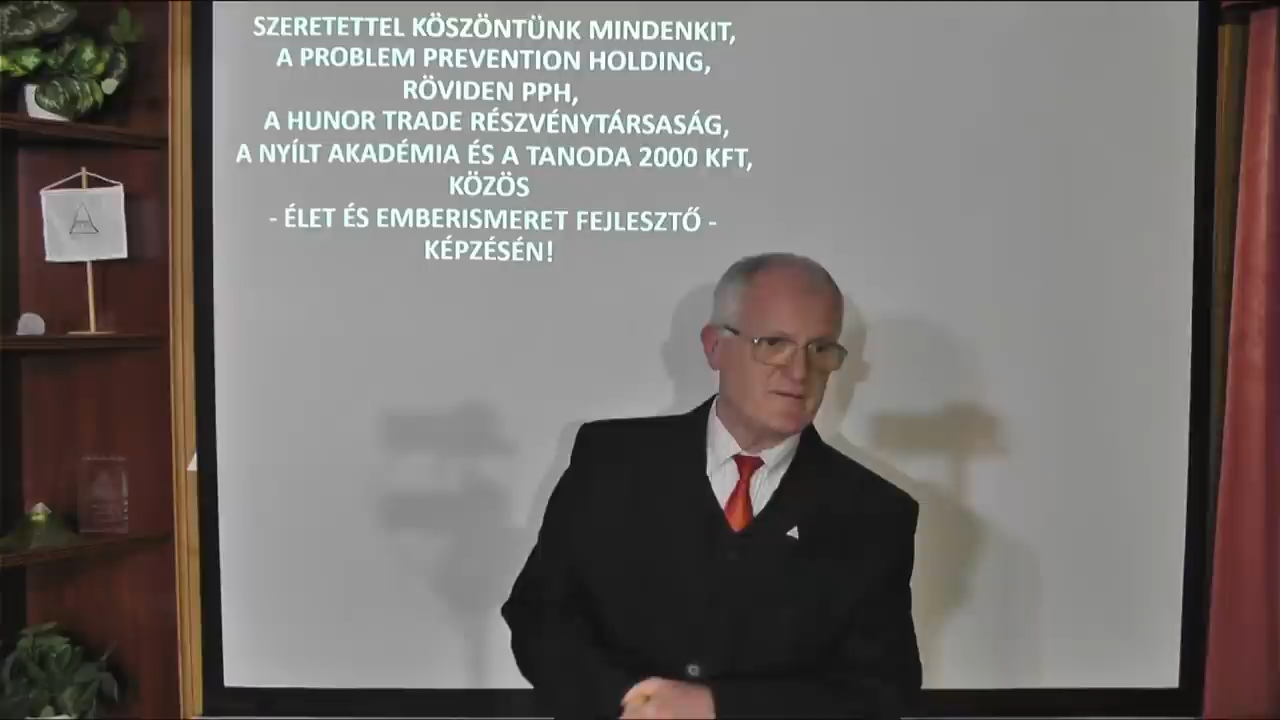 SZERETETTEL KÖSZÖNTÜNK MINDENKIT,
A PROBLEM PREVENTION HOLDING,
RÖVIDEN PPH,
A HUNOR TRADE RÉSZVÉNYTÁRSASÁG,
A NYÍLT AKADÉMIA ÉS A TANODA 2000 KFT,
KÖZÖS
- ÉLET ÉS EMBERISMERET FEJLESZTŐ -
KÉPZÉSÉN!